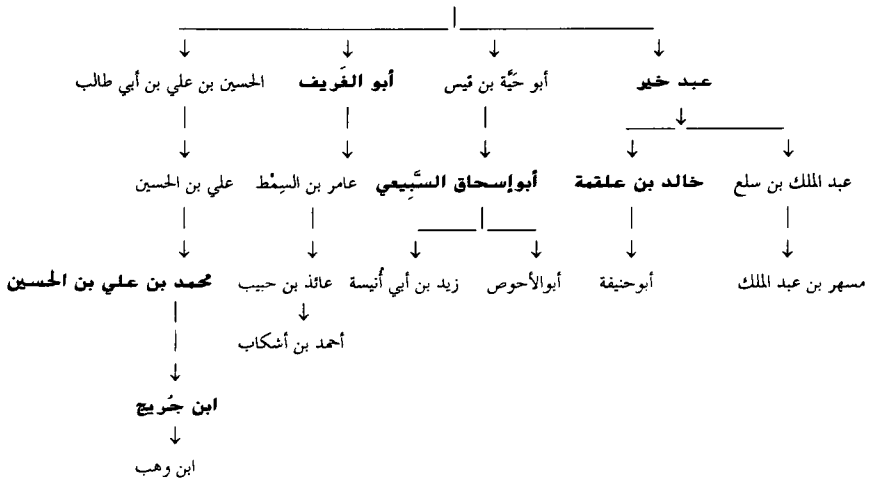 عبد خير أبو حَيَّة بن قيس أبو الغَريف الحسين بن علي بن أبي طالب
عبد الملك بن سلع خالد بن علقمة أبوإسحاق السَّبِيعي عامر بن السِمْط علي بن الحسين
مسهر بن عبد الملك أبوحنيفة أبوالأحوص زيد بن أبي أُنيسة عائذ بن حبيب محمد بن علي بن الحسين
أحمد بن أشكاب
ابن جُريج
ابن وهب